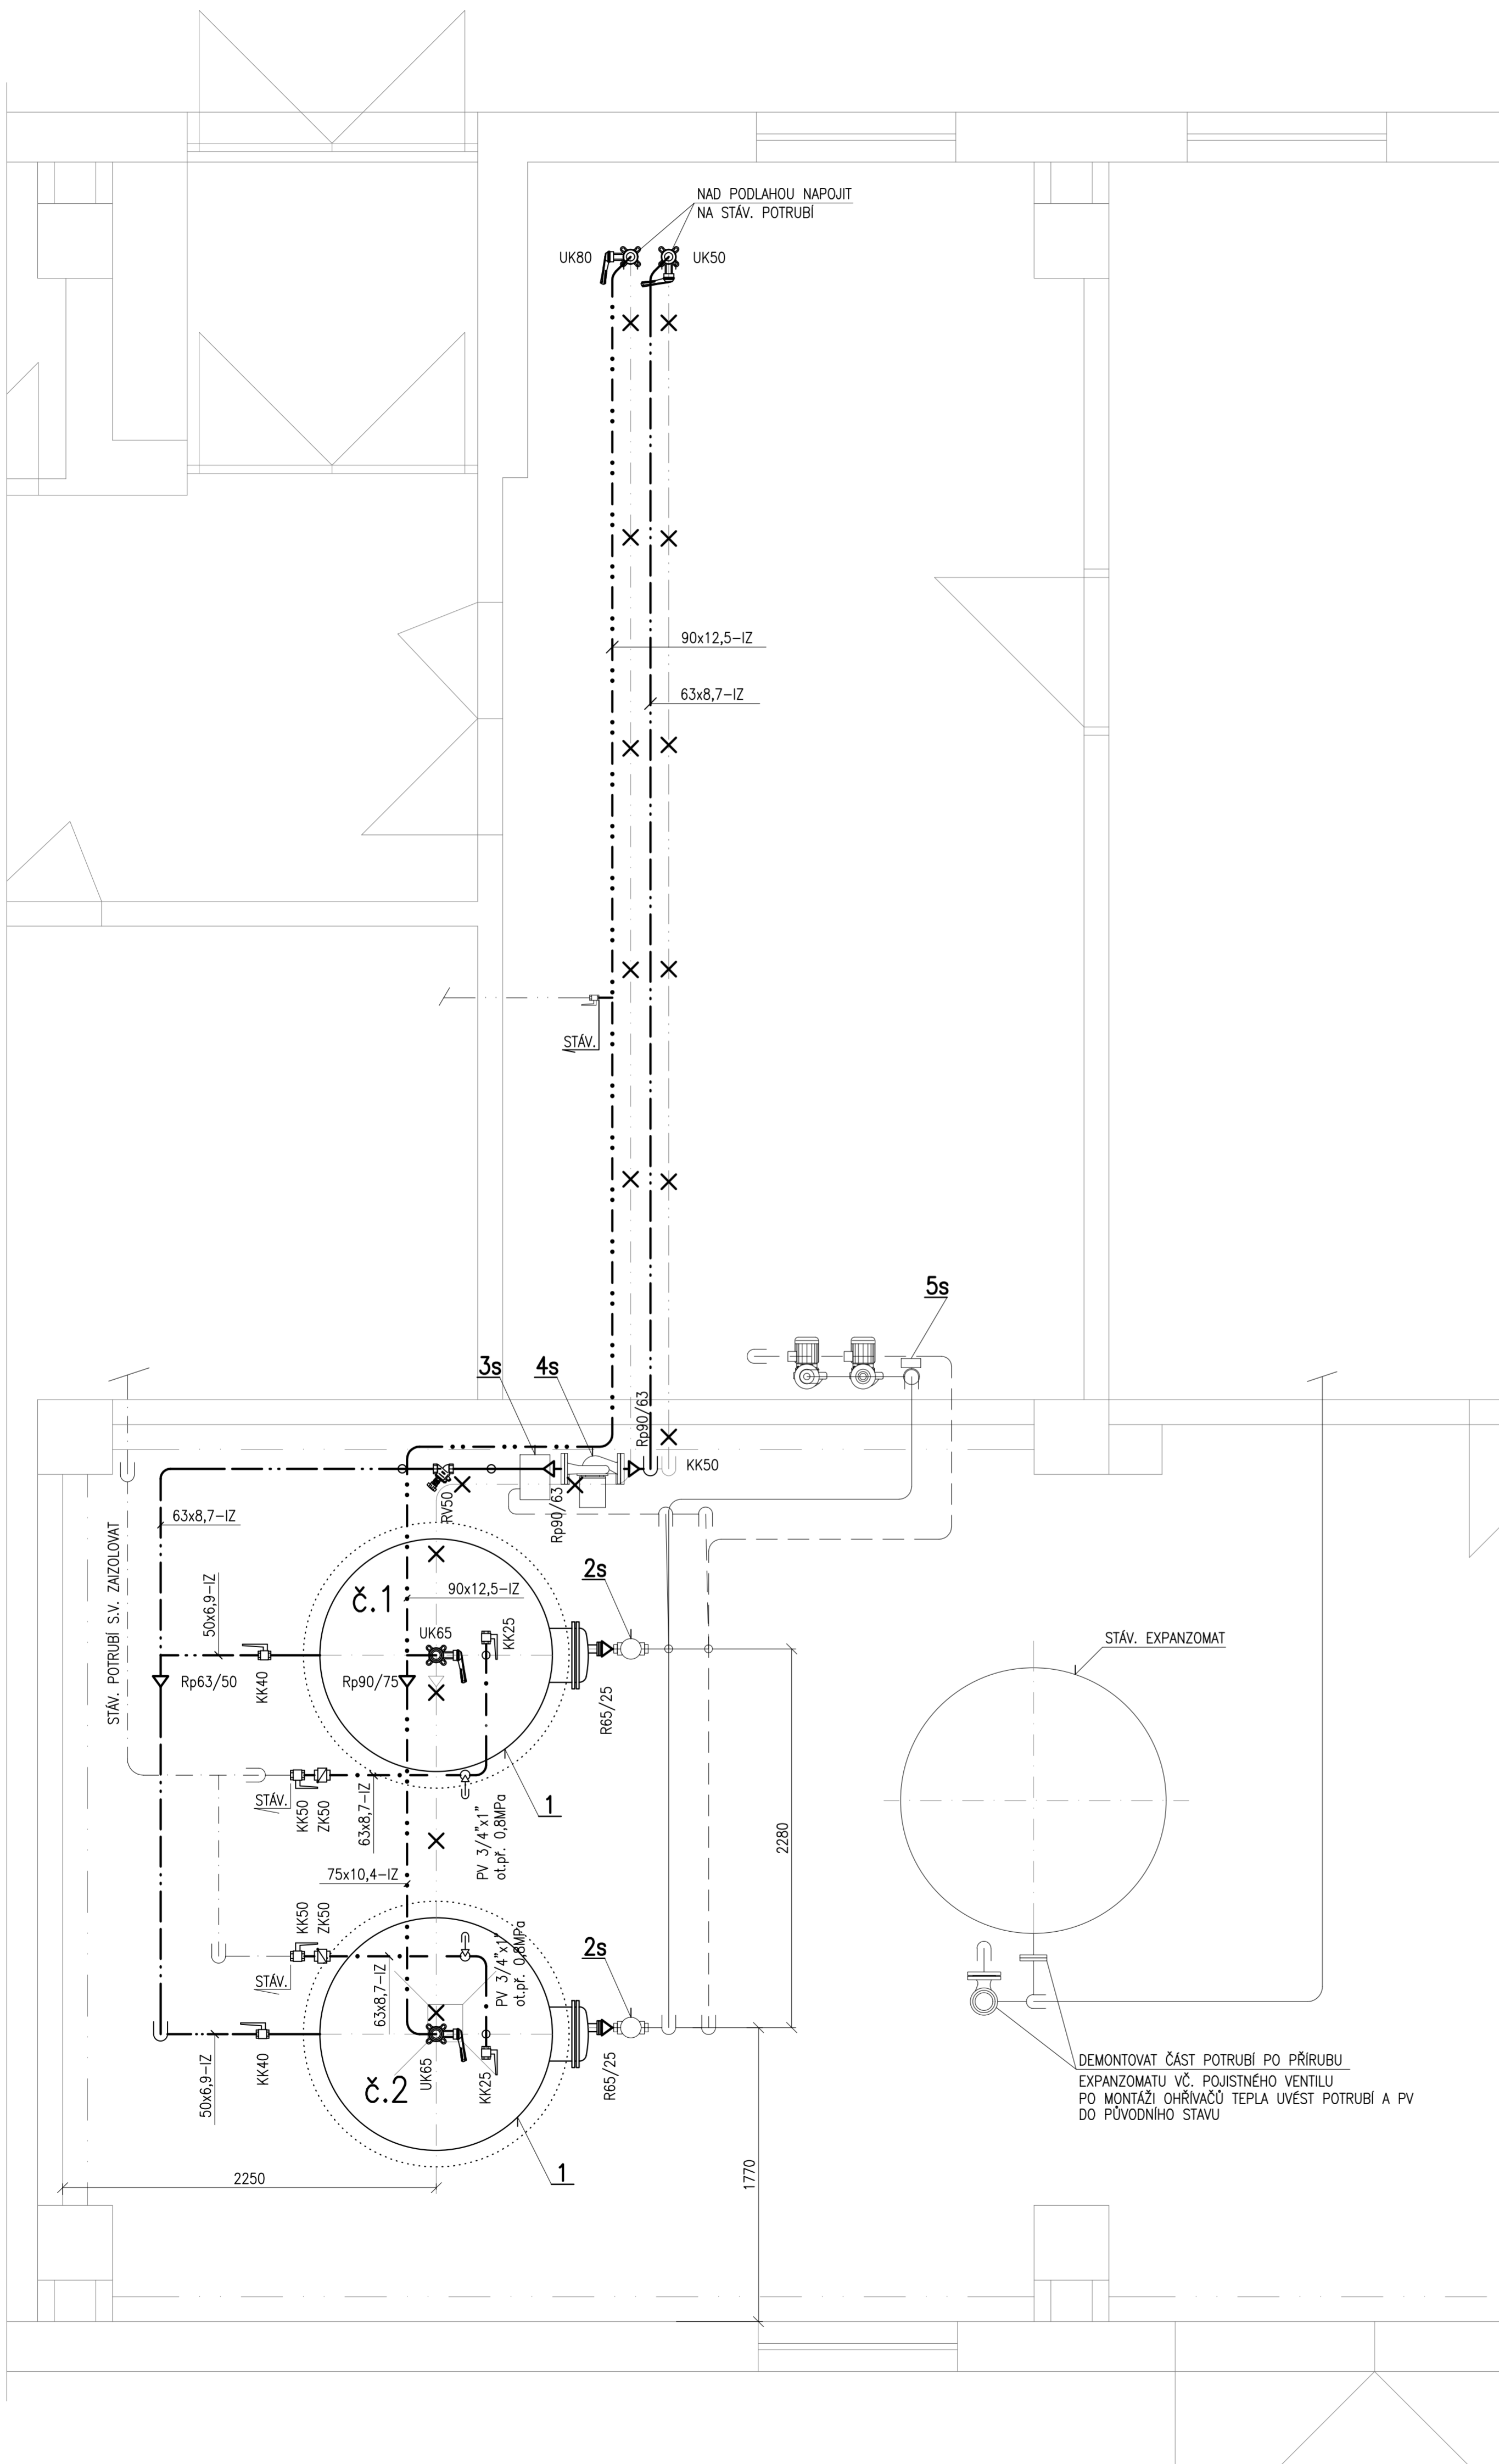 NAD PODLAHOU NAPOJIT
NA STÁV. POTRUBÍ
UK80
UK50
90x12,5-IZ
63x8,7-IZ
STÁV.
5s
3s
4s
Rp90/63
KK50
RV50
Rp90/63
63x8,7-IZ
STÁV. POTRUBÍ S.V. ZAIZOLOVAT
50x6,9-IZ
č.1
90x12,5-IZ
2s
UK65
KK25
STÁV. EXPANZOMAT
Rp63/50
KK40
Rp90/75
R65/25
STÁV.
KK50
ZK50
63x8,7-IZ
PV 3/4"x1"
ot.př. 0,8MPa
1
2280
75x10,4-IZ
KK50
ZK50
STÁV.
63x8,7-IZ
PV 3/4"x1"
ot.př. 0,8MPa
2s
50x6,9-IZ
KK40
č.2
UK65
KK25
R65/25
DEMONTOVAT ČÁST POTRUBÍ PO PŘÍRUBU
EXPANZOMATU VČ. POJISTNÉHO VENTILU
PO MONTÁŽI OHŘÍVAČŮ TEPLA UVÉST POTRUBÍ A PV
DO PŮVODNÍHO STAVU
1
2250
1770